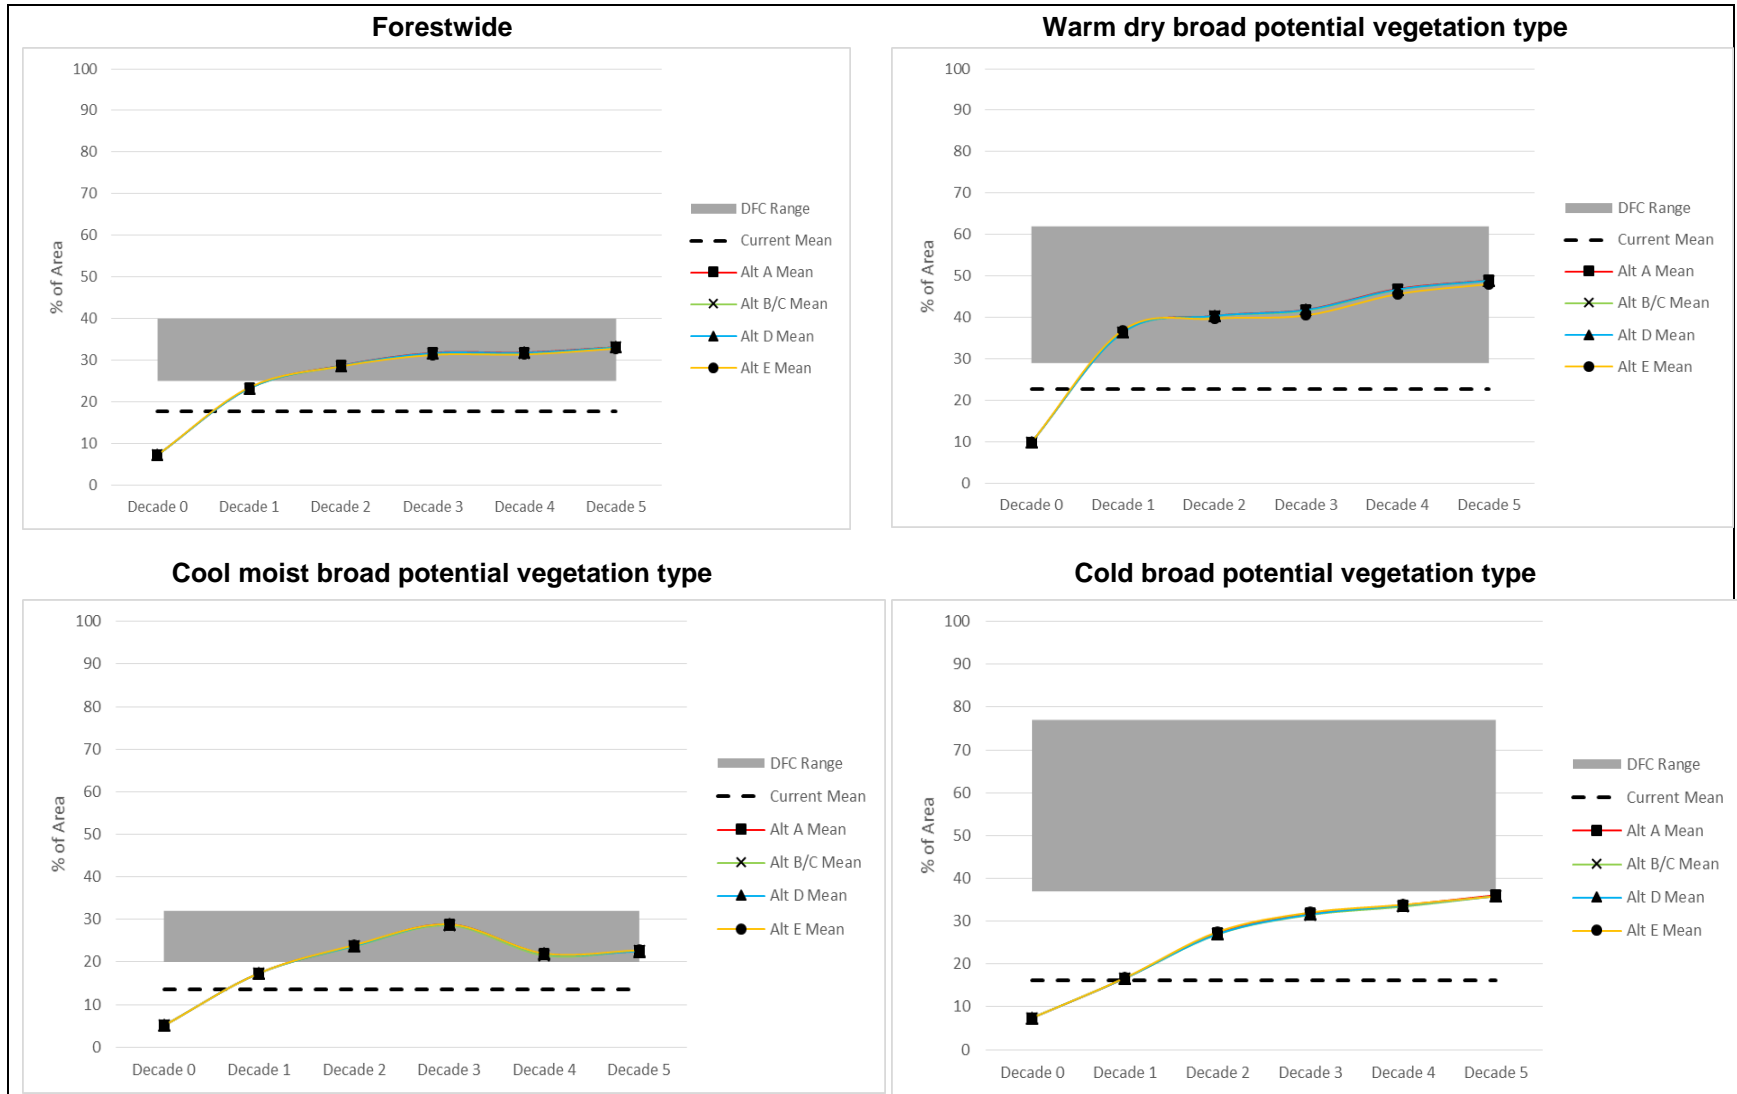 Forestwide
100
90
80
70
60
50
40
30
20
10
0
% of Area
Decade 0 Decade 1 Decade 2 Decade 3 Decade 4 Decade 5
DFC Range
Current Mean
Alt A Mean
Alt B/C Mean
Alt D Mean
Alt E Mean
Warm dry broad potential vegetation type
100
90
80
70
60
50
40
30
20
10
0
% of Area
Decade 0 Decade 1 Decade 2 Decade 3 Decade 4 Decade 5
DFC Range
Current Mean
Alt A Mean
Alt B/C Mean
Alt D Mean
Alt E Mean
Cool moist broad potential vegetation type
100
90
80
70
60
50
40
30
20
10
0
% of Area
Decade 0 Decade 1 Decade 2 Decade 3 Decade 4 Decade 5
DFC Range
Current Mean
Alt A Mean
Alt B/C Mean
Alt D Mean
Alt E Mean
Cold broad potential vegetation type
100
90
80
70
60
50
40
30
20
10
0
% of Area
Decade 0 Decade 1 Decade 2 Decade 3 Decade 4 Decade 5
DFC Range
Current Mean
Alt A Mean
Alt B/C Mean
Alt D Mean
Alt E Mean